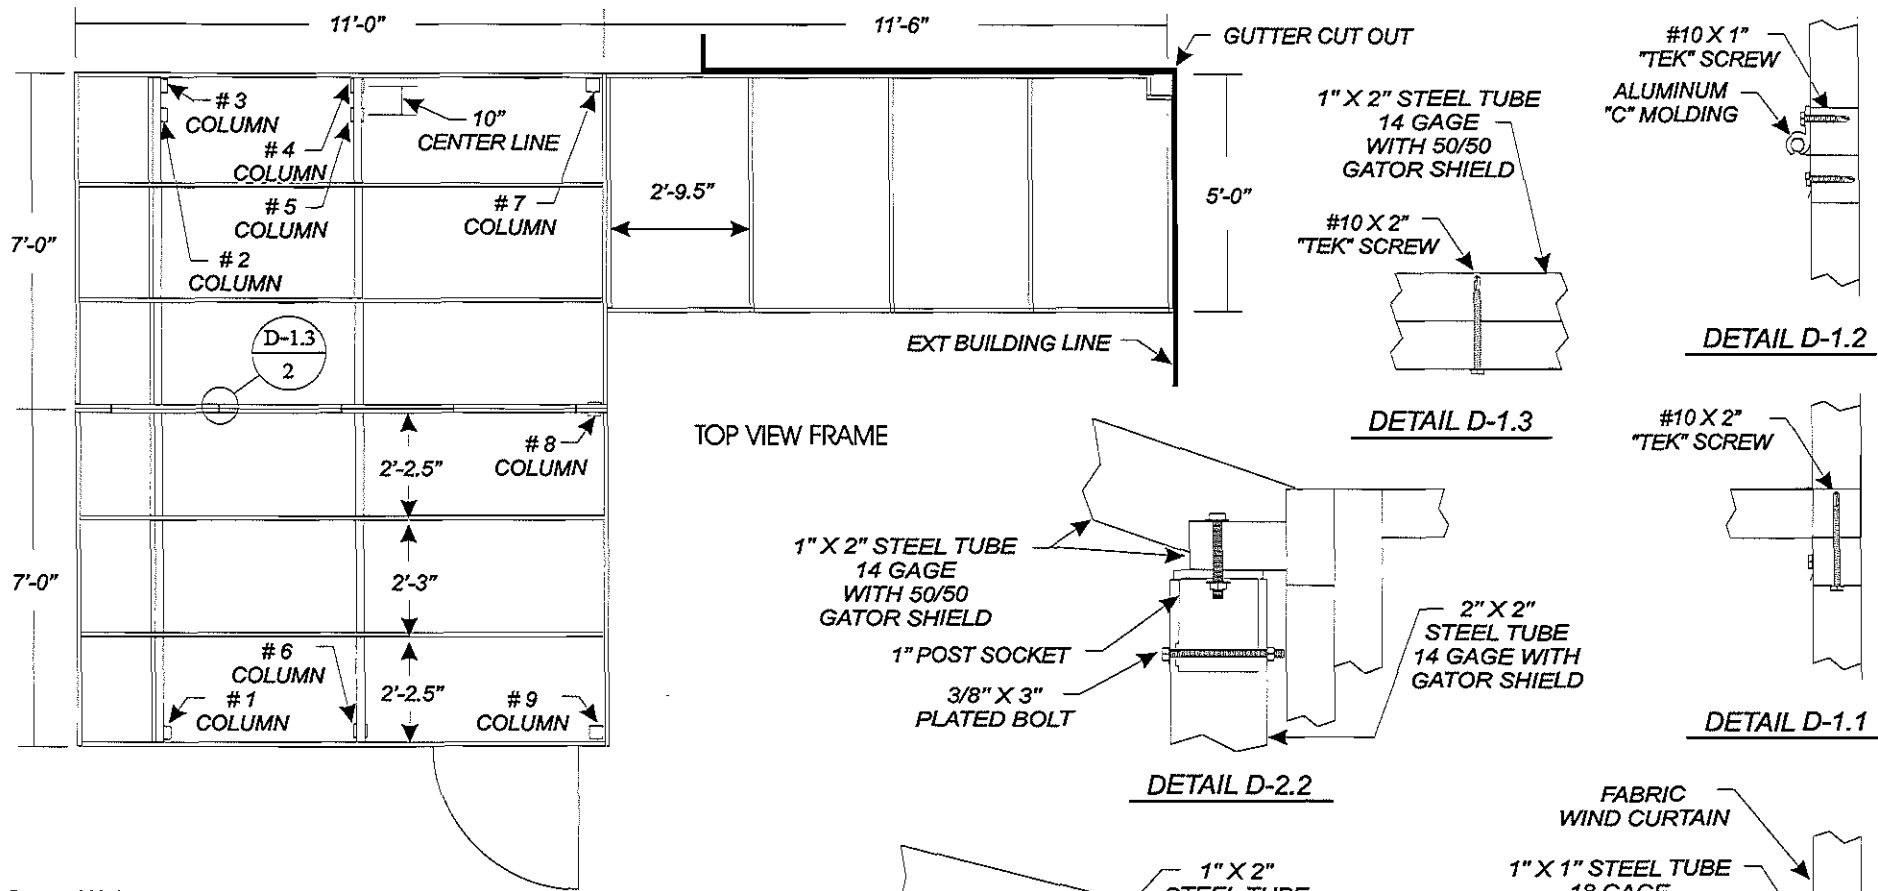 11'-0"
11'-6"
GUTTER CUT OUT
# 3
COLUMN
# 4
COLUMN
# 5
COLUMN
# 2
COLUMN
10"
CENTER LINE
# 7
COLUMN
2'-9.5"
5'-0"
7'-0"
EXT BUILDING LINE
D-1.3
2
TOP VIEW FRAME
# 8
COLUMN
2'-2.5"
7'-0"
2'-3"
# 6
COLUMN
# 1
COLUMN
2'-2.5"
# 9
COLUMN
1" X 2" STEEL TUBE
14 GAGE
WITH 50/50
GATOR SHIELD
#10 X 2"
"TEK" SCREW
DETAIL D-1.3
#10 X 1"
"TEK" SCREW
ALUMINUM
"C" MOLDING
DETAIL D-1.2
1" X 2" STEEL TUBE
14 GAGE
WITH 50/50
GATOR SHIELD
1" POST SOCKET
3/8" X 3"
PLATED BOLT
2" X 2"
STEEL TUBE
14 GAGE WITH
GATOR SHIELD
DETAIL D-2.2
#10 X 2"
"TEK" SCREW
DETAIL D-1.1
1" X 2"
STEEL TUBE
FABRIC
WIND CURTAIN
1" X 1" STEEL TUBE
18 GAGE